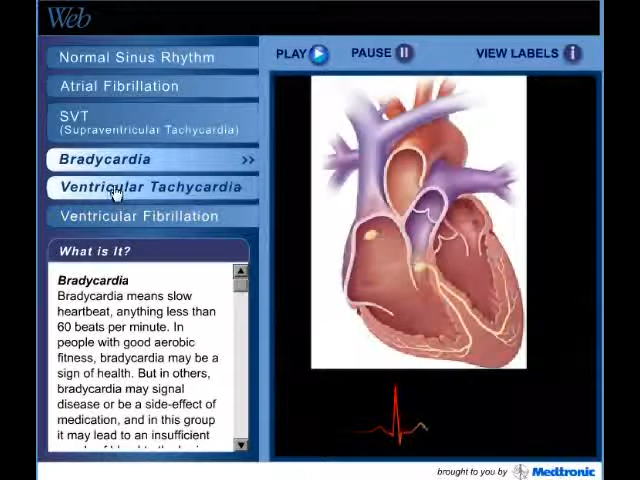 Web
Normal Sinus Rhythm
Atrial Fibrillation
SVT
(Supraventricular Tachycardia)
Bradycardia >>
Ventricular Tachycardia
Ventricular Fibrillation
PLAY PAUSE VIEW LABELS i
What is It?
Bradycardia
Bradycardia means slow
heartbeat, anything less than
60 beats per minute. In
people with good aerobic
fitness, bradycardia may be a
sign of health. But in others,
bradycardia may signal
disease or be a side-effect of
medication, and in this group
it may lead to an insufficient
brought to you by Medtronic